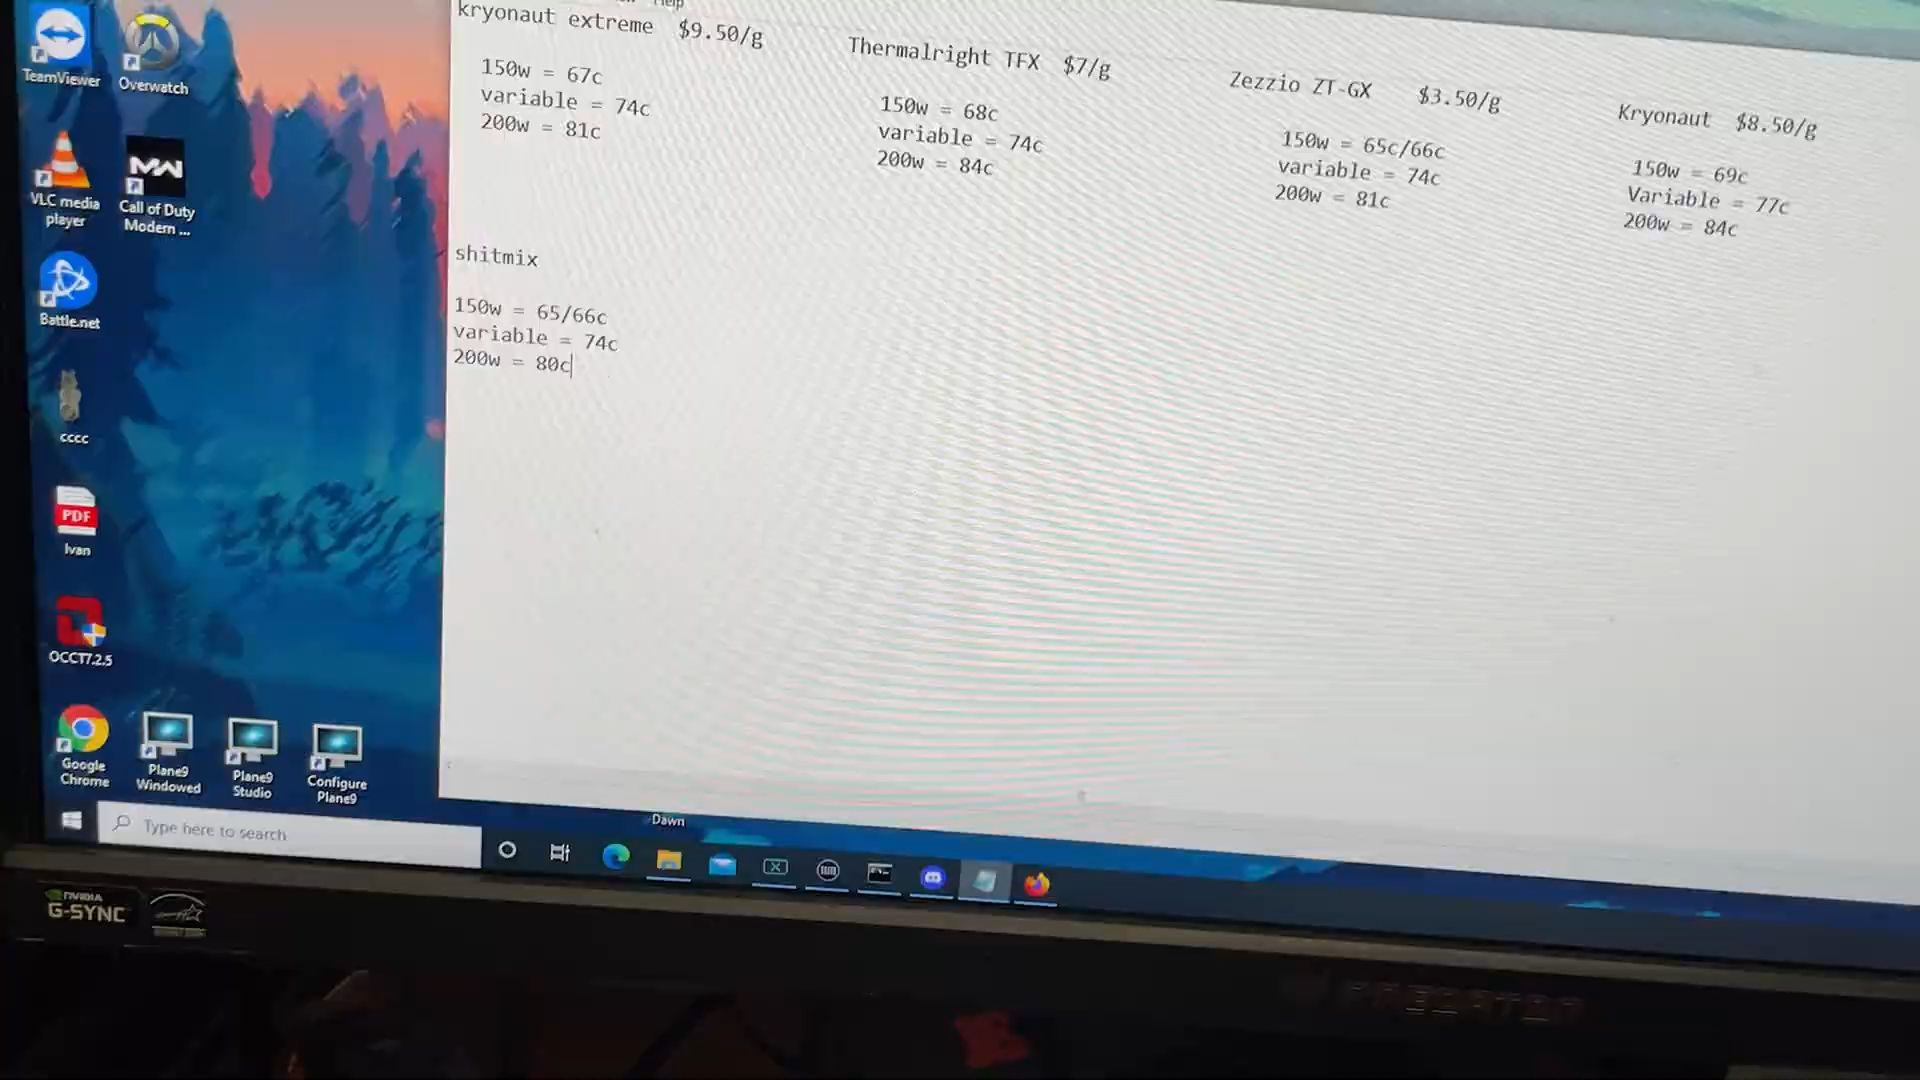 Help
kryonaut extreme $9.50/g
150w = 67c
variable = 74c
200w = 81c
Thermalright TFX $7/g
150w = 68c
variable = 74c
200w = 84c
Zezzio ZT-GX $3.50/g
150w = 65c/66c
variable = 74c
200w = 81c
Kryonaut $8.50/g
150w = 69c
Variable = 77c
200w = 84c
shitmix
150w = 65/66c
variable = 74c
200w = 80c
TeamViewer
Overwatch
VLC media
player
MW
Call of Duty
Modern ...
Battle.net
cccc
PDF
Ivan
OCCT7.2.5
Google
Chrome
Plane9
Windowed
Plane9
Studio
Configure
Plane9
Dawn
Type here to search
NVIDIA
G-SYNC
PREDATOR